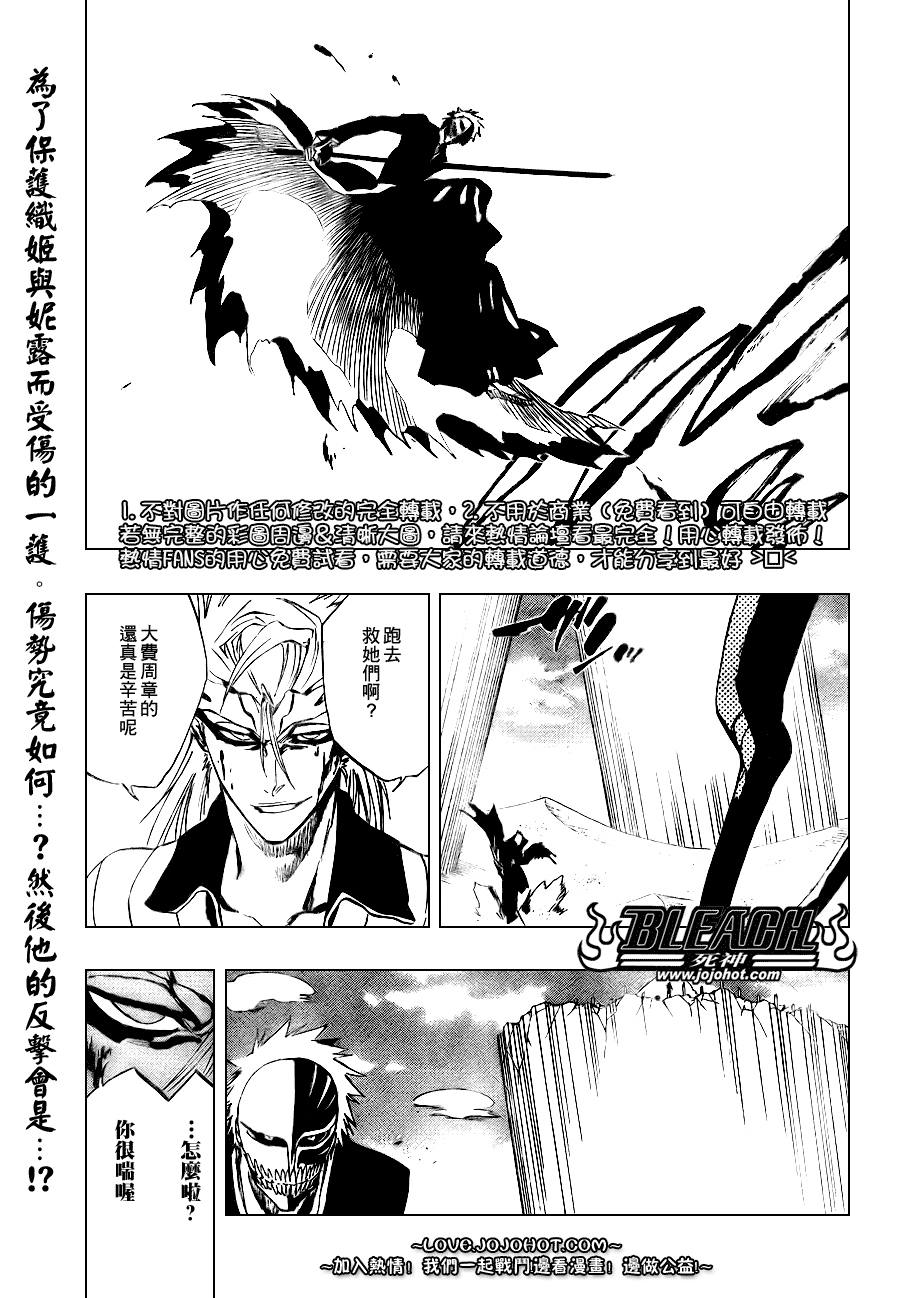 為了保護織姬與妮露而受傷的一護。傷勢究竟如何…?然後他的反擊會是…!?
1. 不對圖片作任何修改的完全轉載，2. 不用於商業（免費看到）可自由轉載
若無完整的彩圖周漫&清晰大圖，請來熱情論壇看最完全！用心轉載發佈！
熱情FANS的用心免費試看，需要大家的轉載道德，才能分享到最好 >口<
跑去
救她們啊?
大費周章的
還真是辛苦呢
BLEACH
死神
www.jojohot.com
…怎麼啦?
你很喘喔
~LOVE.JOJOHOT.COM~
~加入熱情! 我們一起戰鬥!邊看漫畫! 邊做公益!~